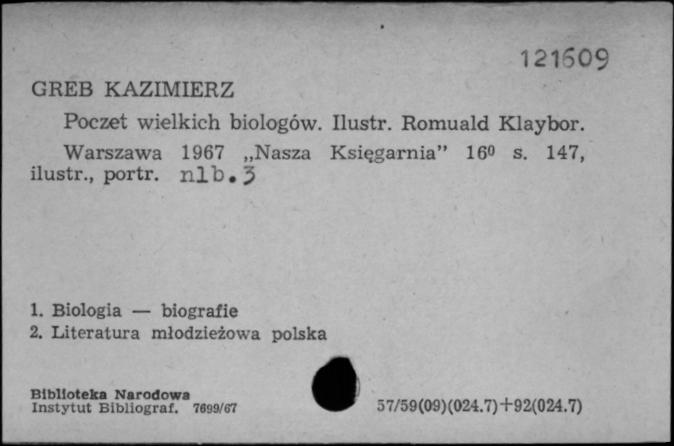 121609
GREB KAZIMIERZ
Poczet wielkich biologów. Ilustr. Romuald Klaybor.
Warszawa 1967 „Nasza Księgarnia” 16⁰ s. 147,
ilustr., portr. nlb. 3
1. Biologia — biografie
2. Literatura młodzieżowa polska
Biblioteka Narodowa
Instytut Bibliograf. 7699/67
57/59(09)(024.7)+92(024.7)